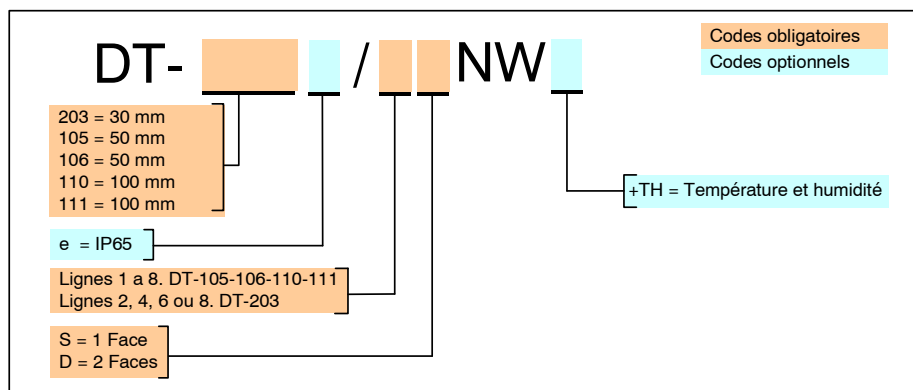 DT- / NW
Codes obligatoires
Codes optionnels
203 = 30 mm
105 = 50 mm
106 = 50 mm
110 = 100 mm
111 = 100 mm
+TH = Température et humidité
e = IP65
Lignes 1 a 8. DT-105-106-110-111
Lignes 2, 4, 6 ou 8. DT-203
S = 1 Face
D = 2 Faces